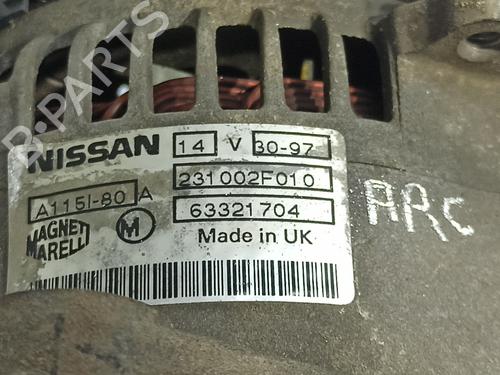 NISSAN 14 V 30-97
231002F010
A115I-80 A
63321704
MAGNETI MARELLI M
Made in UK
ARC
B-PARTS